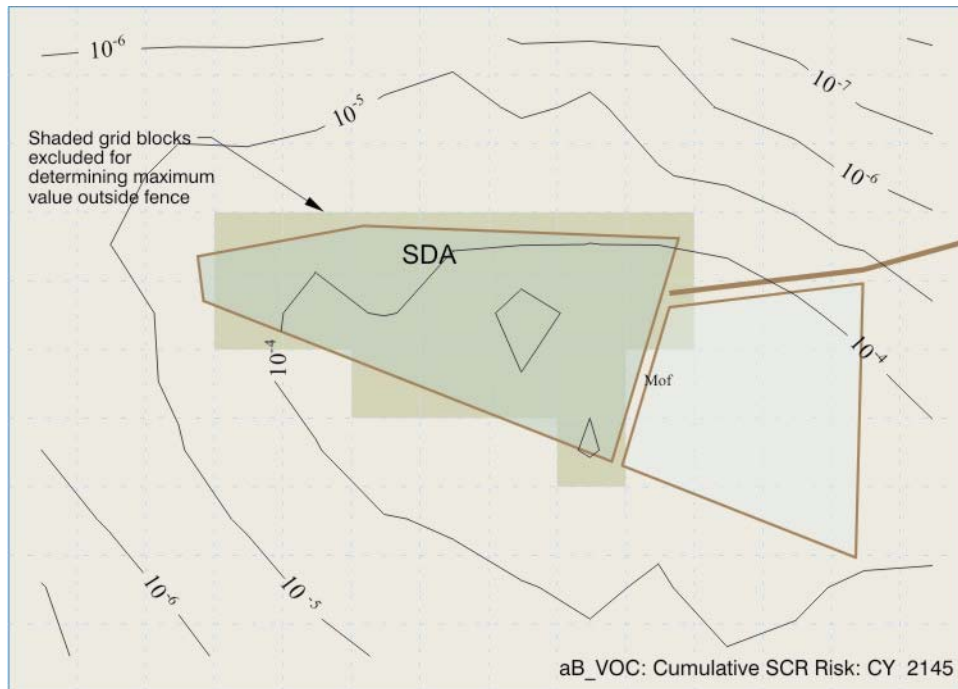 10-6
10-7
10-5
Shaded grid blocks
excluded for
determining maximum
value outside fence
10-6
SDA
10-4
10-4
Mof
10-6
10-5
aB_VOC: Cumulative SCR Risk: CY 2145